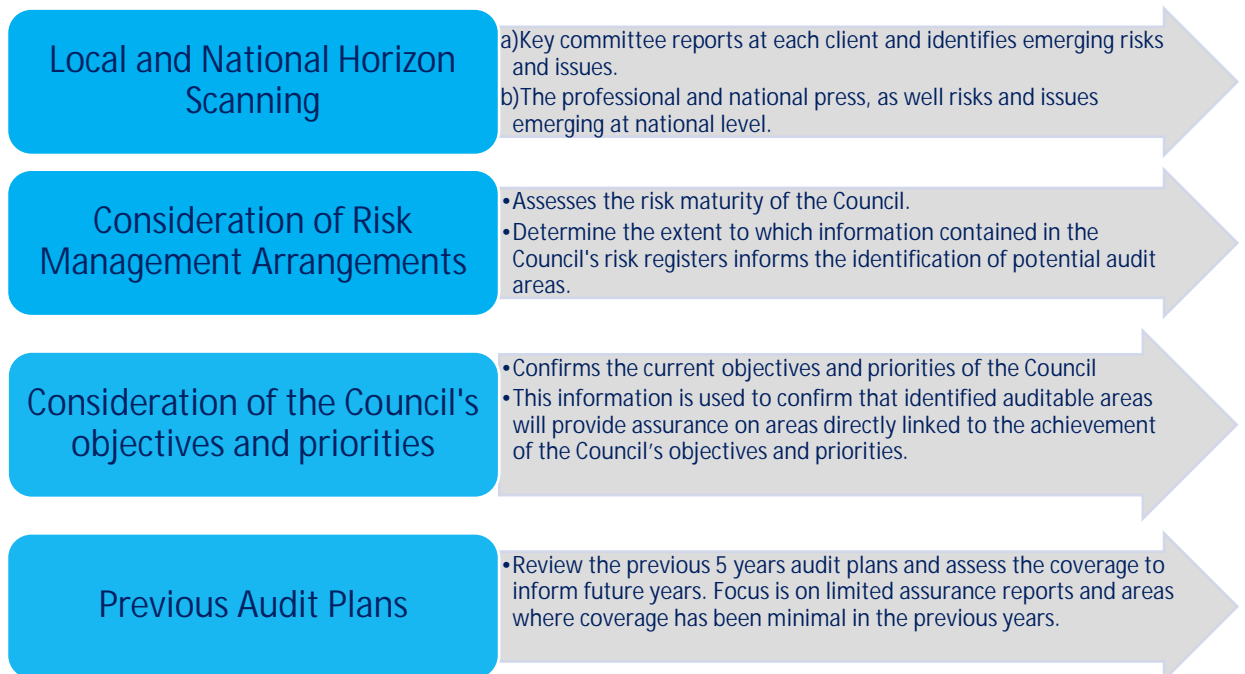 Local and National Horizon
Scanning
a)Key committee reports at each client and identifies emerging risks
and issues.
b)The professional and national press, as well risks and issues
emerging at national level.
Consideration of Risk
Management Arrangements
•Assesses the risk maturity of the Council.
•Determine the extent to which information contained in the
Council's risk registers informs the identification of potential audit
areas.
Consideration of the Council's
objectives and priorities
•Confirms the current objectives and priorities of the Council
•This information is used to confirm that identified auditable areas
will provide assurance on areas directly linked to the achievement
of the Council’s objectives and priorities.
Previous Audit Plans
•Review the previous 5 years audit plans and assess the coverage to
inform future years. Focus is on limited assurance reports and areas
where coverage has been minimal in the previous years.